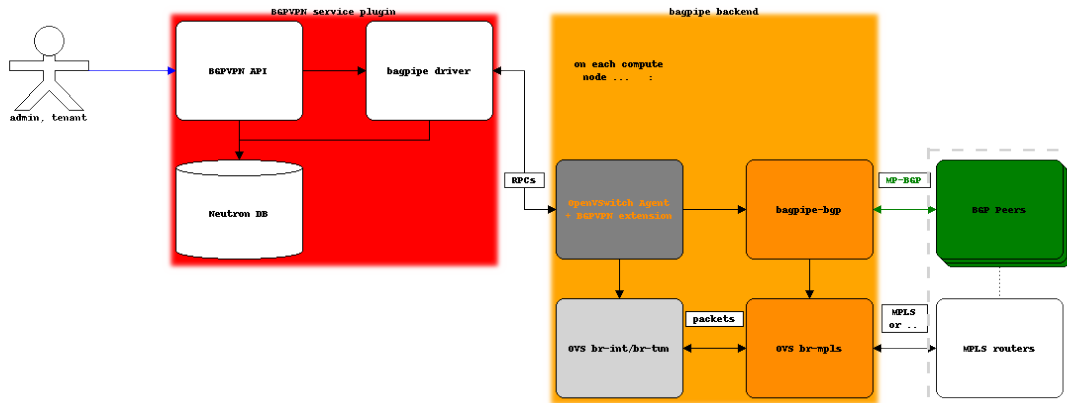 BGPVPN service plugin
bagpipe backend
BGPVPN API
bagpipe driver
on each compute
node ... :
admin, tenant
RPCs
MP-BGP
Neutron DB
OpenVSwitch Agent
+ BGPVPN extension
bagpipe-bgp
BGP Peers
packets
MPLS
or ..
OVS br-int/br-tun
OVS br-mpls
MPLS routers